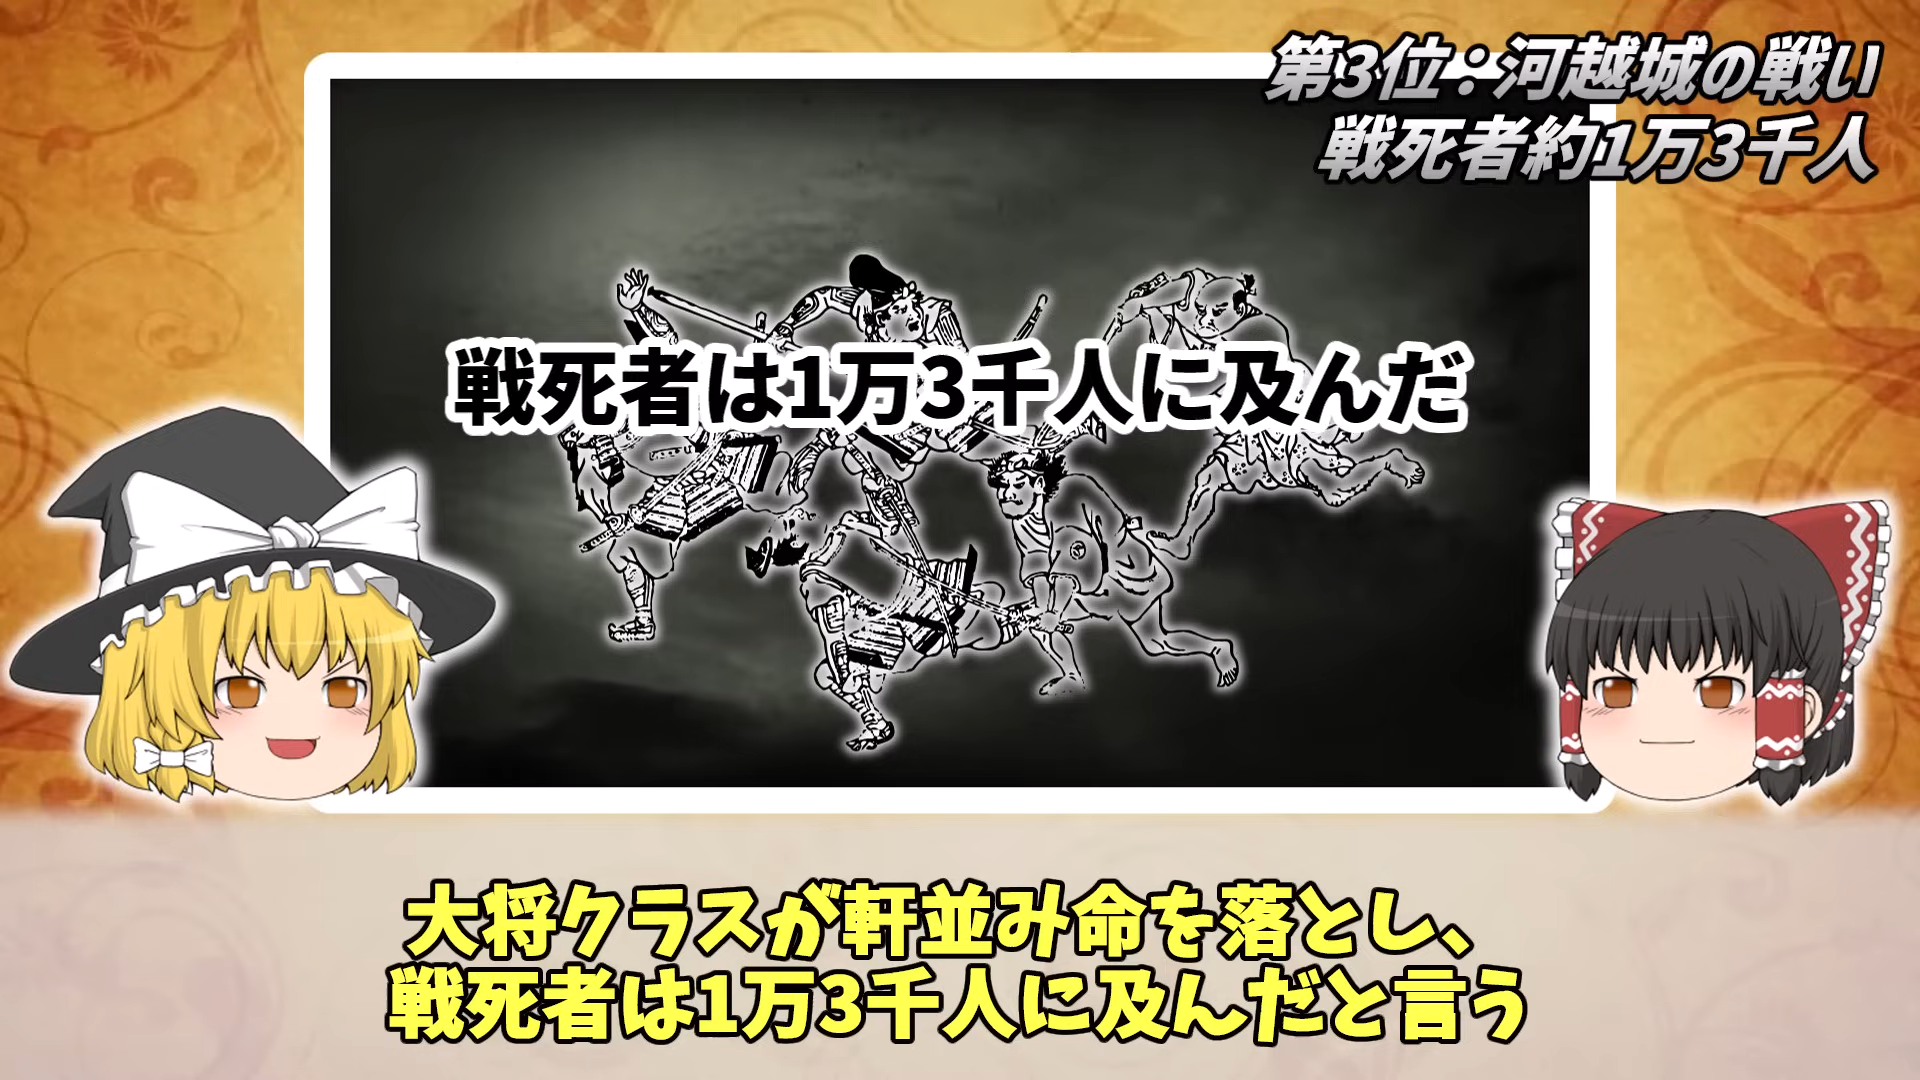 第3位：河越城の戦い
戦死者約1万3千人
戦死者は1万3千人に及んだ
大将クラスが軒並み命を落とし、
戦死者は1万3千人に及んだと言う